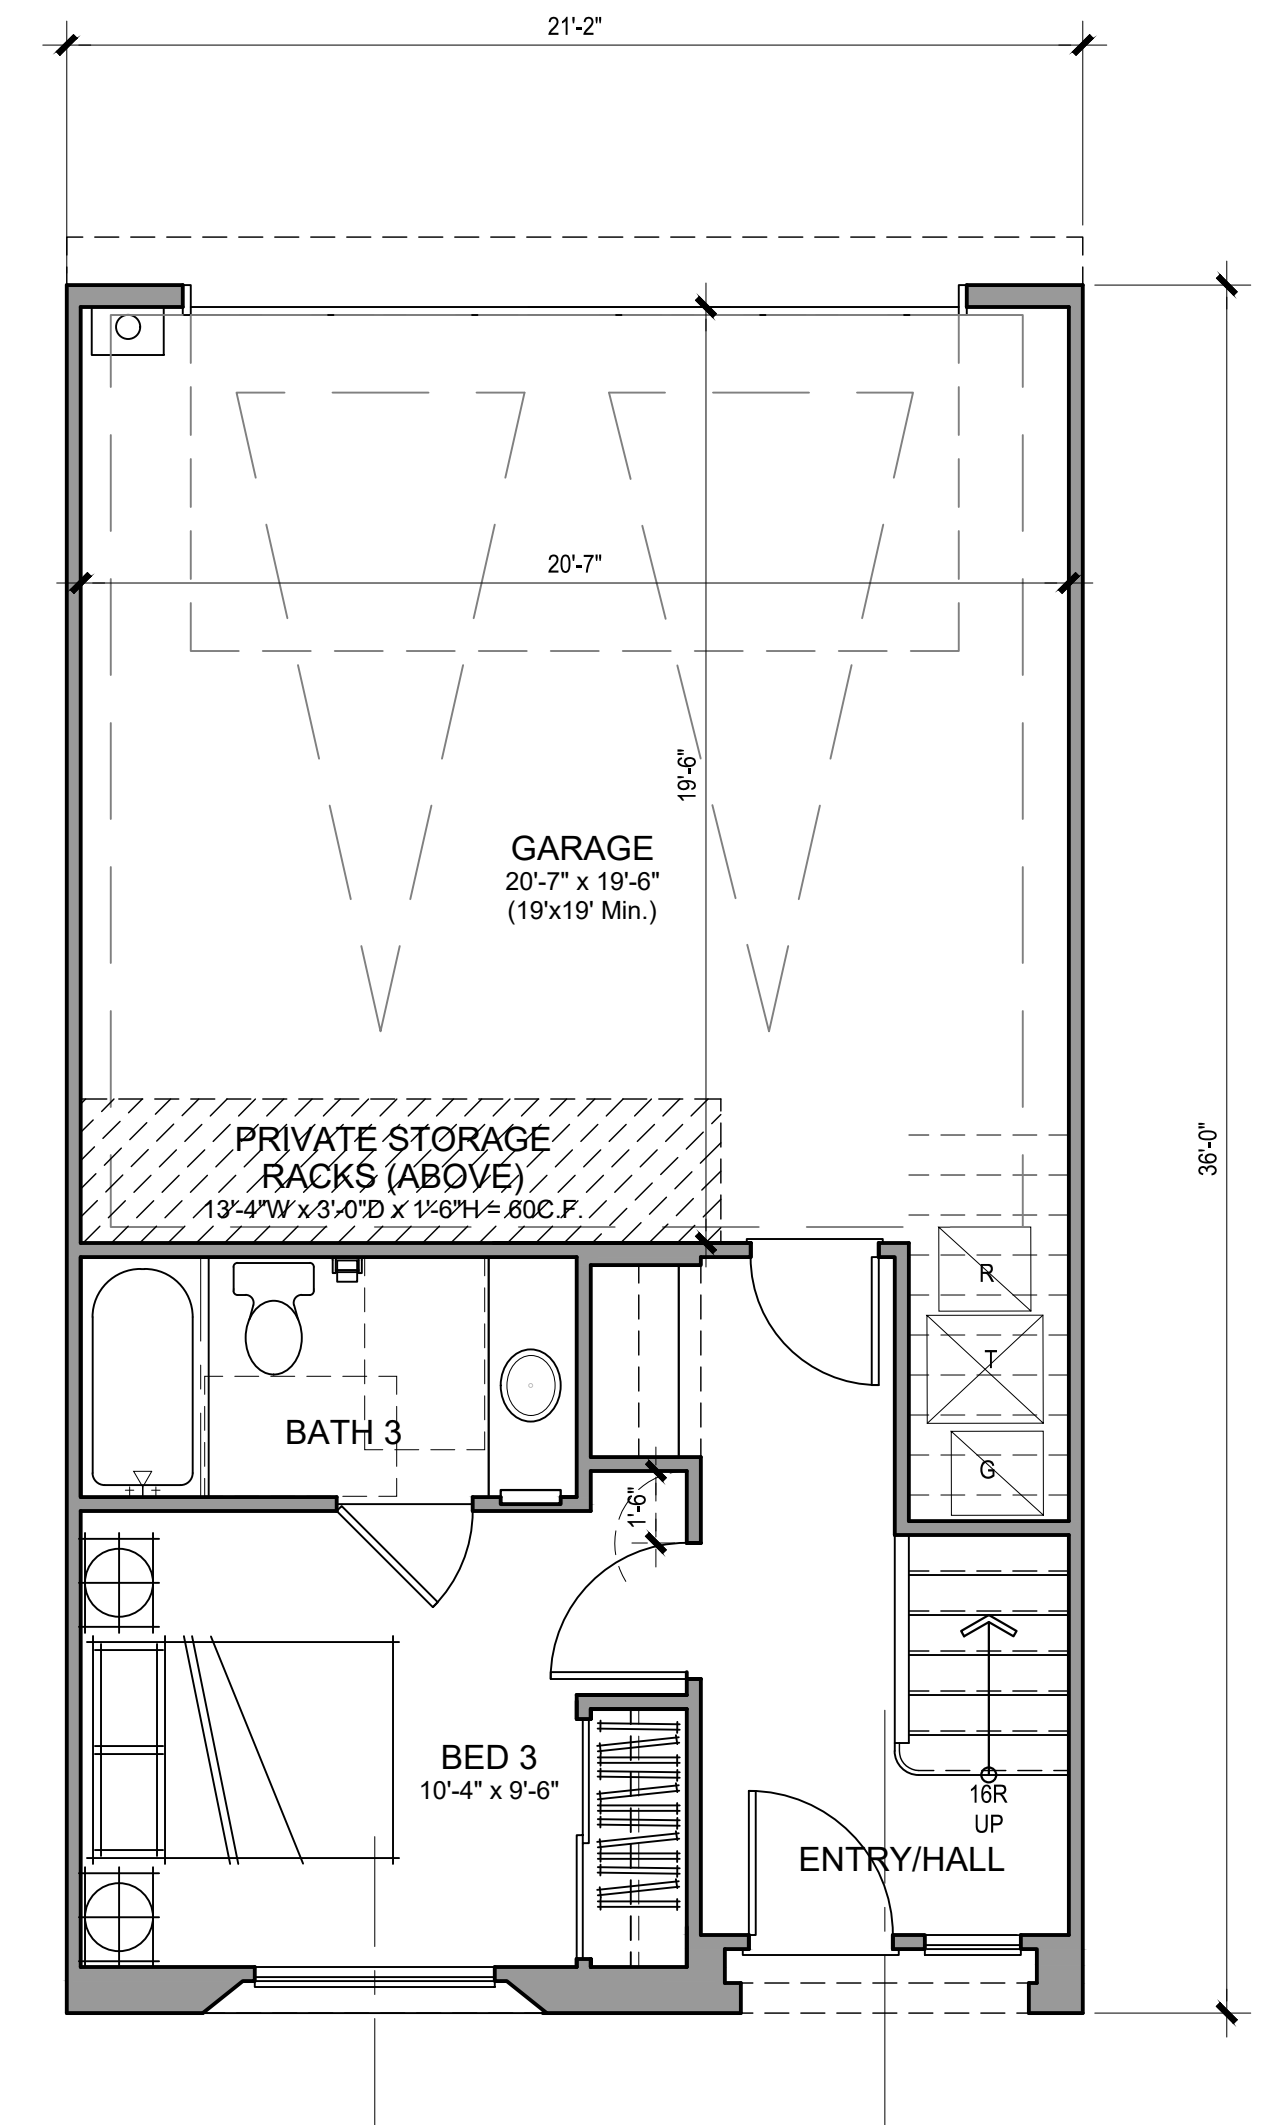 21'-2"
20'-7"
19'-6"
GARAGE
20'-7" x 19'-6"
(19'x19' Min.)
36'-0"
PRIVATE STORAGE
RACKS (ABOVE)
13'-4"W x 3'-0"D x 1'-6"H = 60C.F.
R
T
G
BATH 3
1'-6"
BED 3
10'-4" x 9'-6"
16R
UP
ENTRY/HALL